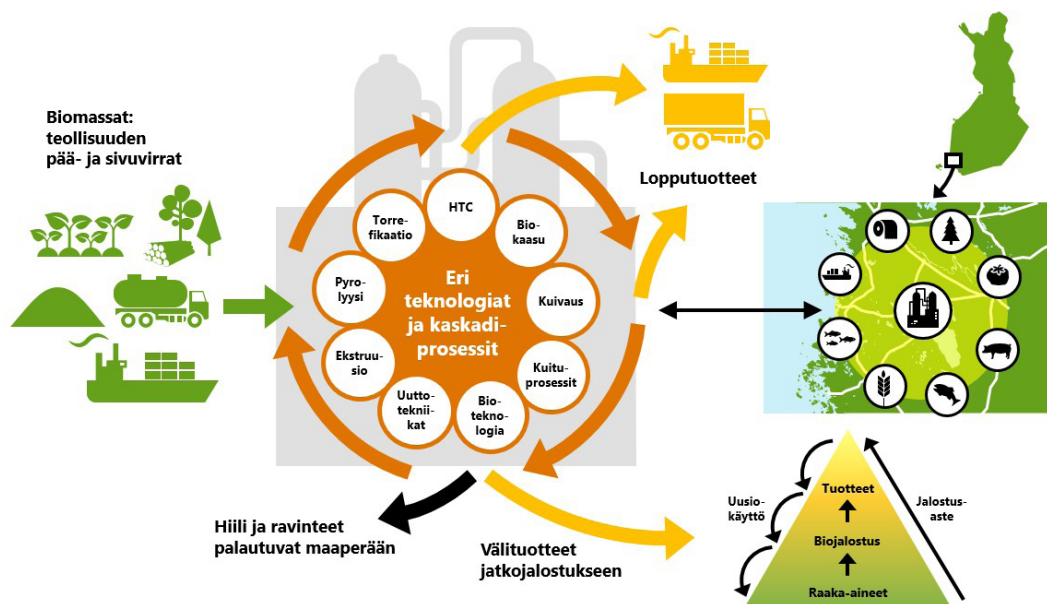 Biomassat:
teollisuuden
pää- ja sivuvirrat
HTC
Bio-
kaasu
Kuivaus
Kuitu-
prosessit
Bio-
tekno-
logia
Uutto-
teknii-
kat
Ekstruu-
sio
Pyro-
lyysi
Torre-
fikaatio
Eri
teknologiat
ja kaskadi-
prosessit
Lopputuotteet
Hiili ja ravinteet
palautuvat maaperään
Välituotteet
jatkojalostukseen
Uusio-
käyttö
Tuotteet
Biojalostus
Raaka-aineet
Jalostus-
aste